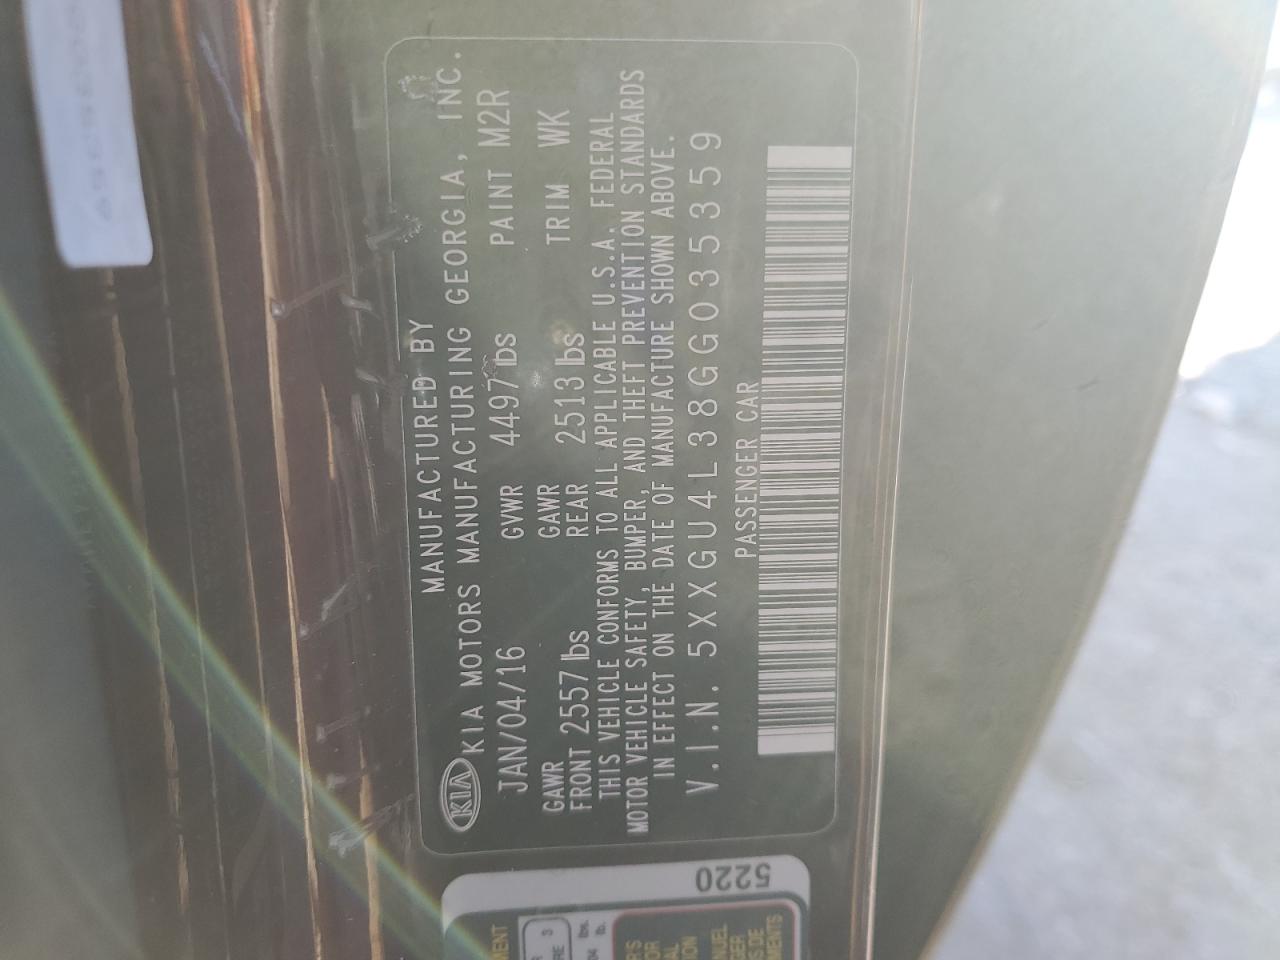 MANUFACTURED BY
KIA KIA MOTORS MANUFACTURING GEORGIA, INC.
JAN/04/16 GVWR 4497 lbs PAINT M2R
GAWR FRONT 2557 lbs GAWR REAR 2513 lbs TRIM WK
THIS VEHICLE CONFORMS TO ALL APPLICABLE U.S.A. FEDERAL
MOTOR VEHICLE SAFETY, BUMPER, AND THEFT PREVENTION STANDARDS
IN EFFECT ON THE DATE OF MANUFACTURE SHOWN ABOVE.
V.I.N. 5XXGU4L38GG035359
PASSENGER CAR
5220